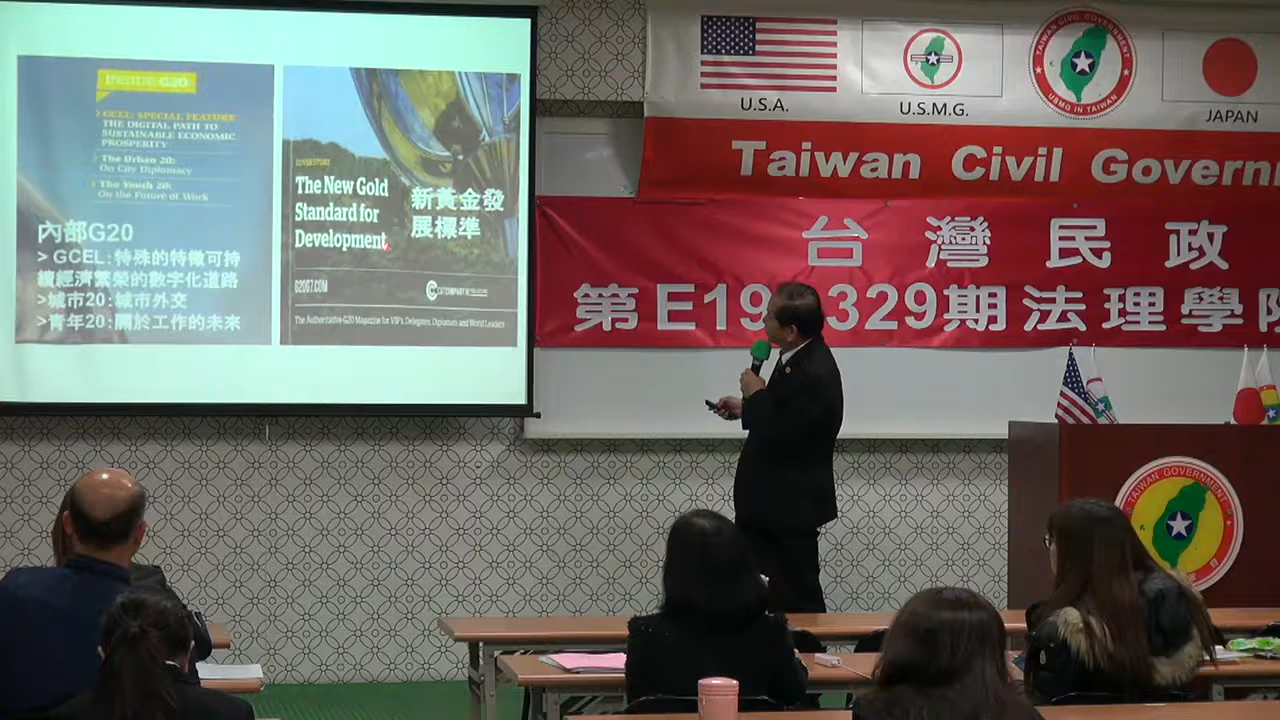 INSIDE G20
GCEL: SPECIAL FEATURE
THE DIGITAL PATH TO
SUSTAINABLE ECONOMIC
PROSPERITY
The Urban 20:
On City Diplomacy
The Youth 20:
On the Future of Work
內部G20
> GCEL:特殊的特徵可持
續經濟繁榮的數字化道路
>城市20:城市外交
>青年20:關於工作的未來
COVER STORY
The New Gold
Standard for
Development
新黃金發
展標準
G20G7.COM
The Authoritative G20 Magazine for VIPs, Delegates, Diplomats and World Leaders
U.S.A.
U.S.M.G.
TAIWAN CIVIL GOVERNMENT
USMG IN TAIWAN
JAPAN
Taiwan Civil Governm
台灣民政
第E19 329期法理學
TAIWAN GOVERNMENT